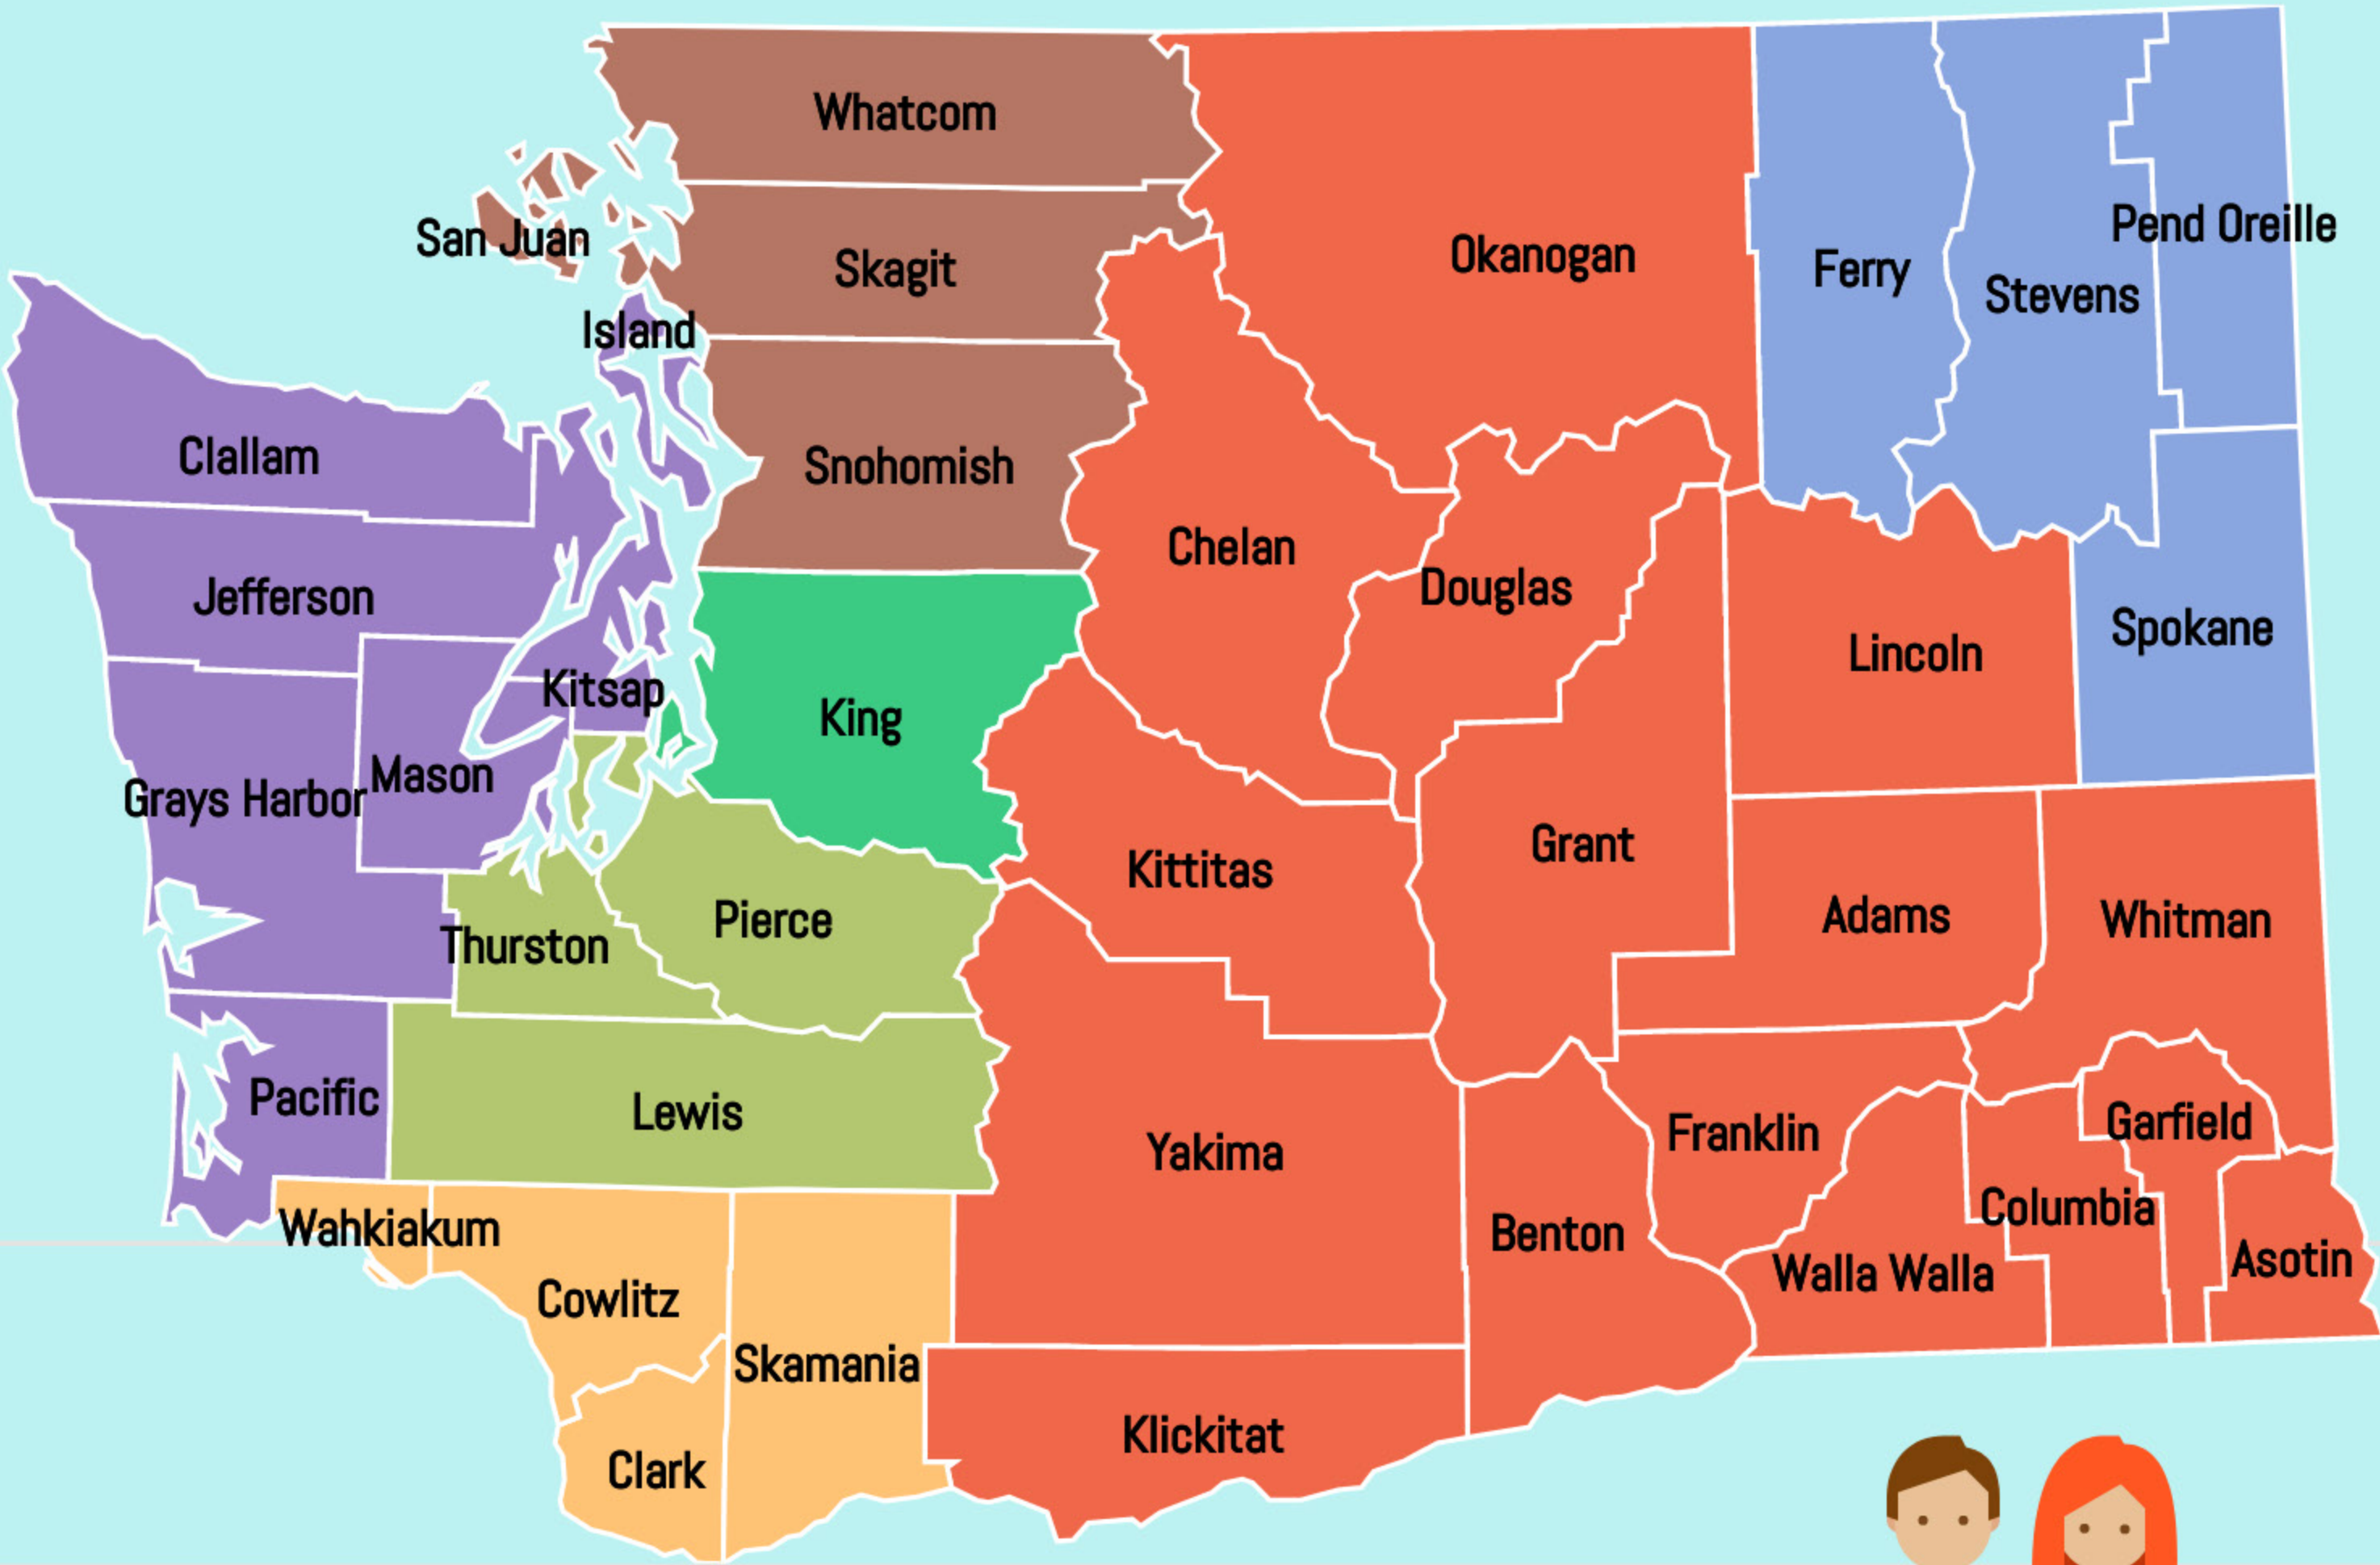 Whatcom
San Juan
Skagit
Okanogan
Ferry
Stevens
Pend Oreille
Island
Clallam
Snohomish
Chelan
Douglas
Jefferson
Lincoln
Spokane
Kitsap
King
Grays Harbor
Mason
Kittitas
Grant
Adams
Whitman
Thurston
Pierce
Pacific
Lewis
Yakima
Franklin
Garfield
Wahkiakum
Columbia
Benton
Asotin
Walla Walla
Cowlitz
Skamania
Klickitat
Clark